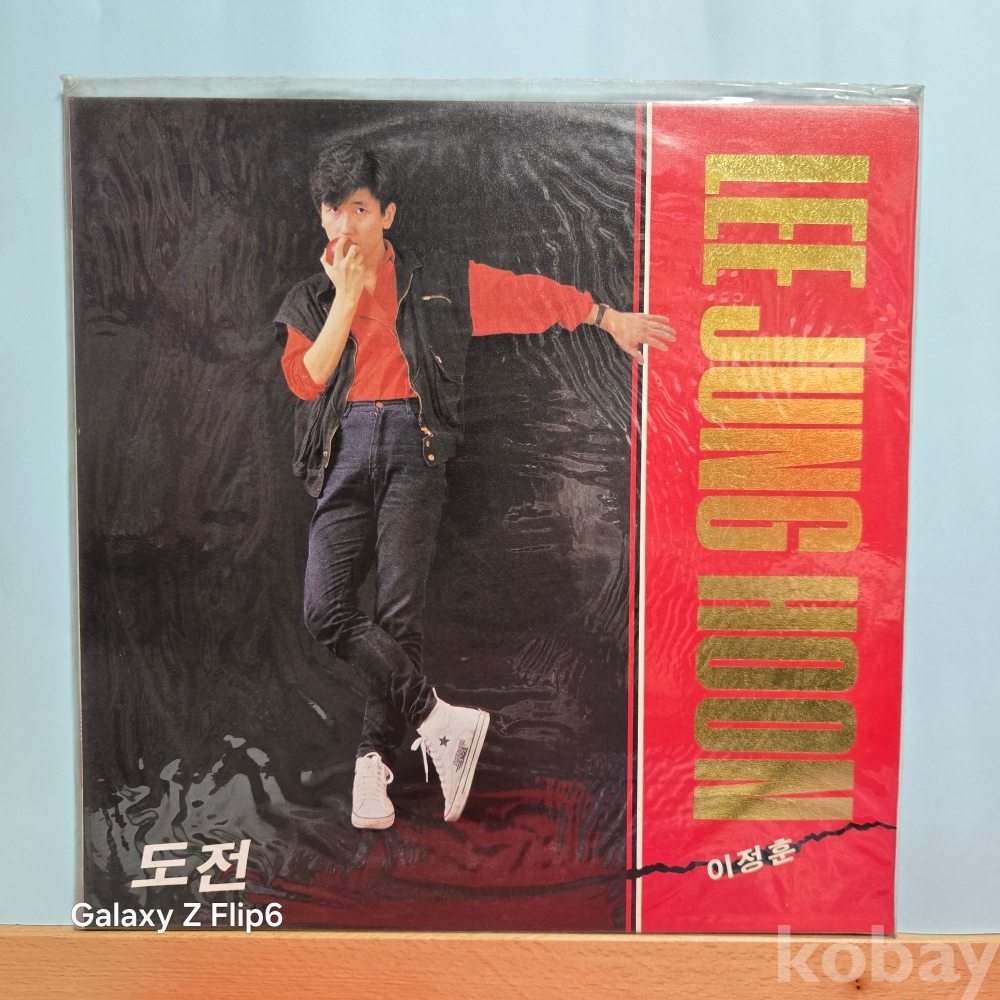 LEE JUNG HOON
이정훈
도전
Galaxy Z Flip6
kobay